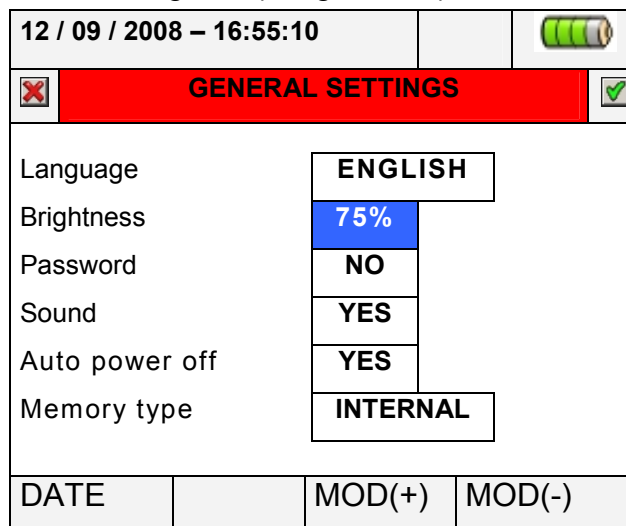 12 / 09 / 2008 – 16:55:10
GENERAL SETTINGS
Language ENGLISH
Brightness 75%
Password NO
Sound YES
Auto power off YES
Memory type INTERNAL
DATE MOD(+) MOD(-)